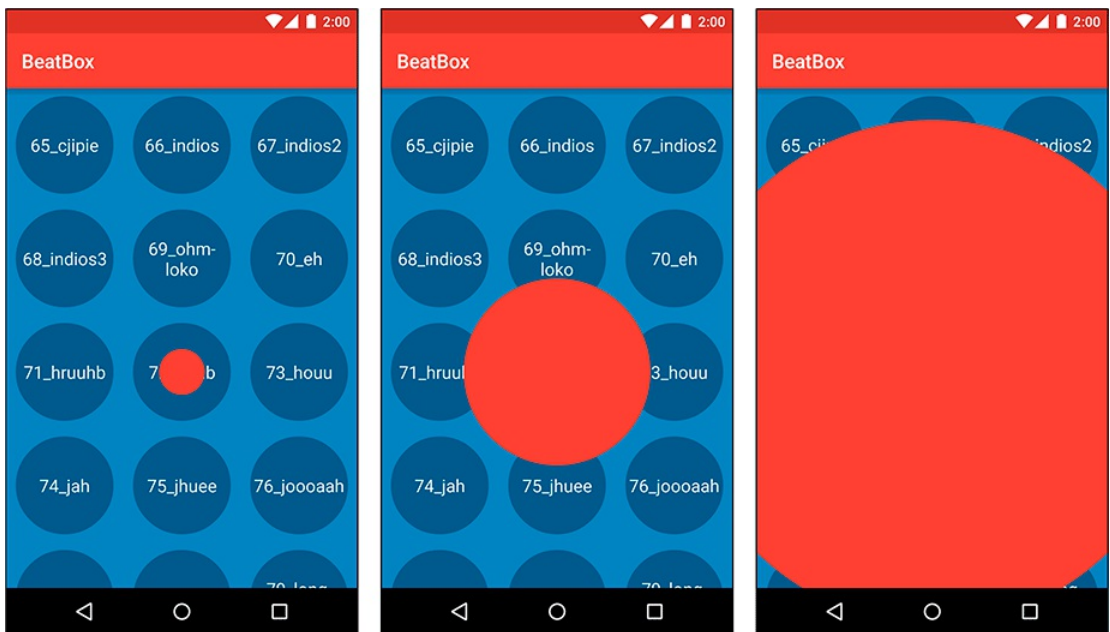 2:00
BeatBox
65_cjipie 66_indios 67_indios2
68_indios3 69_ohm-
loko 70_eh
71_hruuhb 73_houu
74_jah 75_jhuee 76_joooaah
2:00
BeatBox
65_cjipie 66_indios 67_indios2
68_indios3 69_ohm-
loko 70_eh
74_jah 75_jhuee 76_joooaah
2:00
BeatBox